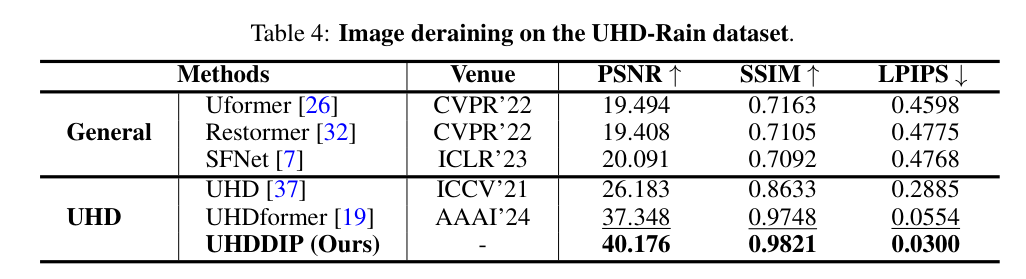 Table 4: Image deraining on the UHD-Rain dataset.
Methods Venue PSNR ↑ SSIM ↑ LPIPS ↓
Uformer [26] CVPR'22 19.494 0.7163 0.4598
General Restormer [32] CVPR'22 19.408 0.7105 0.4775
SFNet [7] ICLR'23 20.091 0.7092 0.4768
UHD [37] ICCV'21 26.183 0.8633 0.2885
UHD UHDformer [19] AAAI'24 37.348 0.9748 0.0554
UHDDIP (Ours) - 40.176 0.9821 0.0300